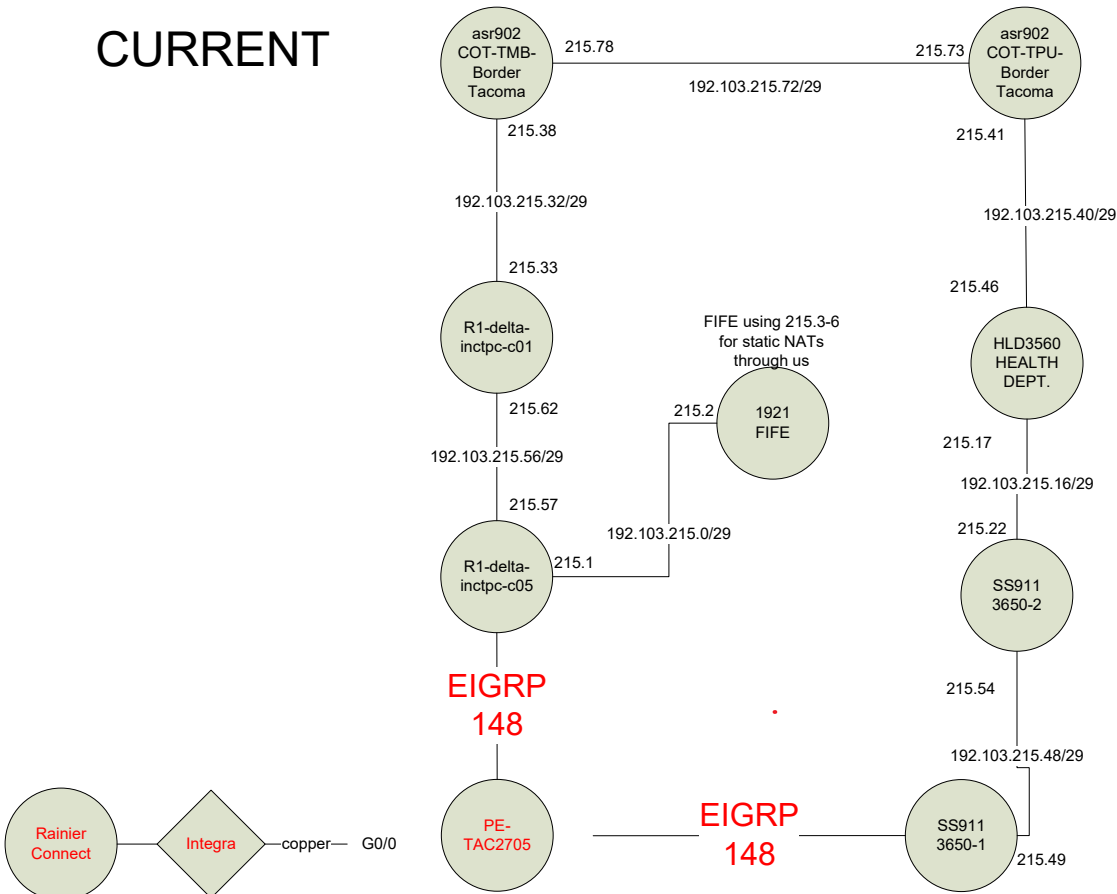 CURRENT
asr902
COT-TMB-
Border
Tacoma
215.78
215.73
192.103.215.72/29
asr902
COT-TPU-
Border
Tacoma
215.38
215.41
192.103.215.32/29
192.103.215.40/29
215.33
215.46
R1-delta-
inctpc-c01
FIFE using 215.3-6
for static NATs
through us
HLD3560
HEALTH
DEPT.
215.62
215.2
1921
FIFE
215.17
192.103.215.56/29
192.103.215.16/29
215.57
215.22
192.103.215.0/29
R1-delta-
inctpc-c05
215.1
SS911
3650-2
EIGRP
148
215.54
192.103.215.48/29
Rainier
Connect
Integra
copper
G0/0
PE-
TAC2705
EIGRP
148
SS911
3650-1
215.49